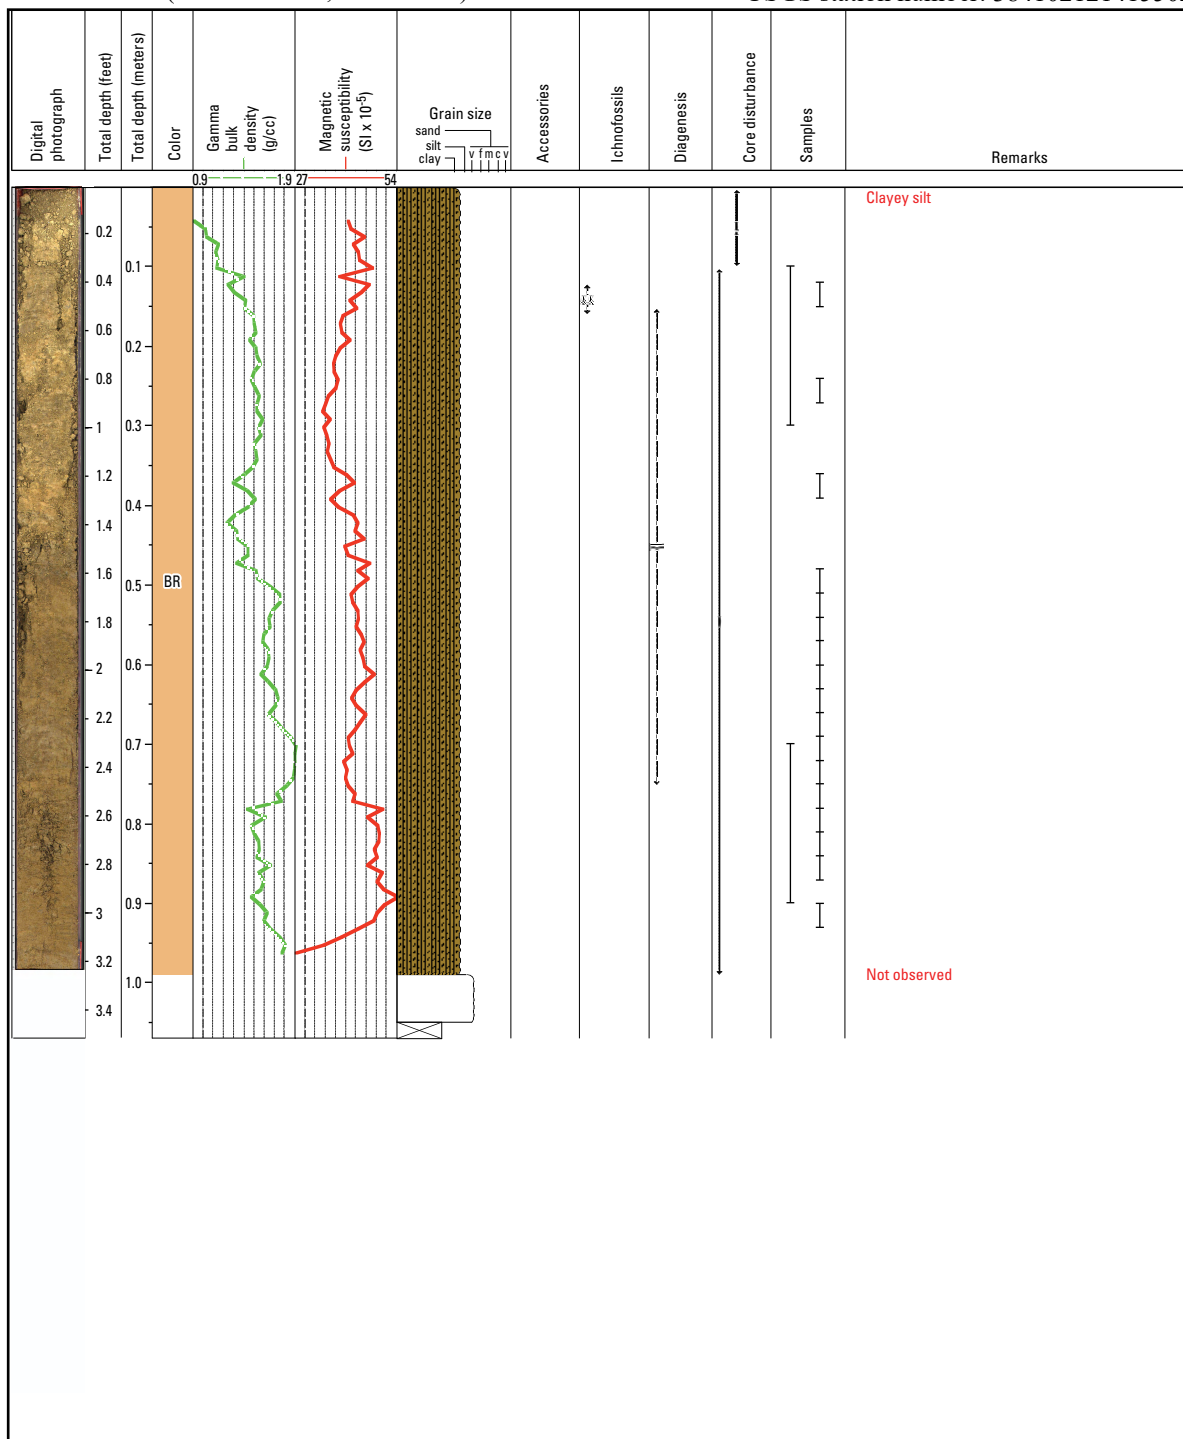 Digital
photograph
Total depth (feet)
Total depth (meters)
Color
Gamma
bulk
density
(g/cc)
Magnetic
susceptibility
(SI x 10⁻⁵)
Grain size
sand
silt
clay
v f m c v
Accessories
Ichnofossils
Diagenesis
Core disturbance
Samples
Remarks
0.9 1.9 27 54
Clayey silt
0.2
0.1
0.4
0.6
0.2
0.8
1
0.3
1.2
0.4
1.4
1.6
BR
0.5
1.8
2
0.6
2.2
0.7
2.4
2.6
0.8
2.8
0.9
3
3.2
Not observed
1.0
3.4